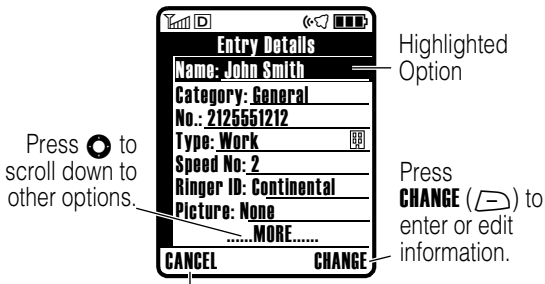 D
Entry Details
Name: John Smith
Category: General
No.: 2125551212
Type: Work
Speed No: 2
Ringer ID: Continental
Picture: None
......MORE......
CANCEL CHANGE
Highlighted
Option
Press to
scroll down to
other options.
Press
CHANGE ( ) to
enter or edit
information.